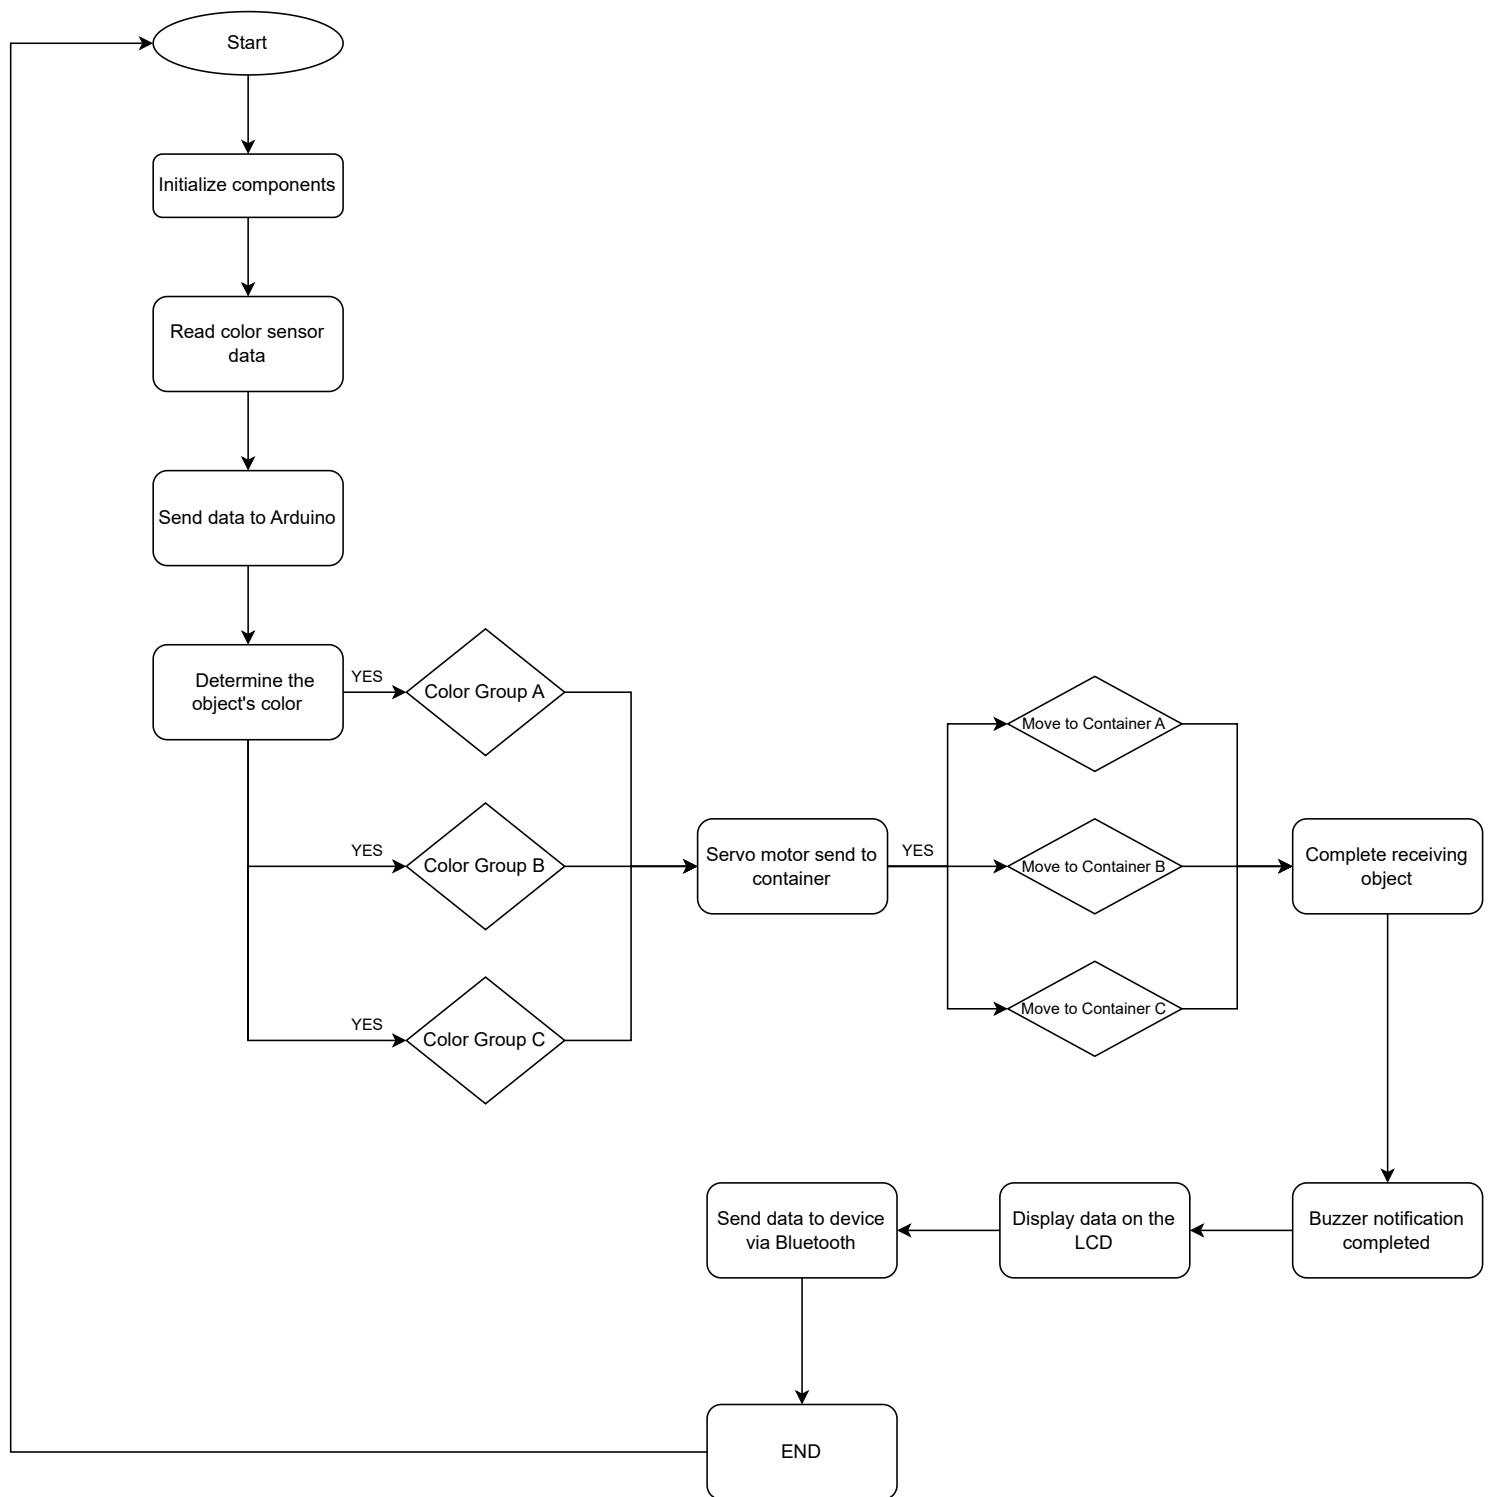 Start
Initialize components
Read color sensor
data
Send data to Arduino
Determine the
object's color
YES
Color Group A
YES
Color Group B
YES
Color Group C
Servo motor send to
container
YES
Move to Container A
Move to Container B
Move to Container C
Complete receiving
object
Buzzer notification
completed
Display data on the
LCD
Send data to device
via Bluetooth
END